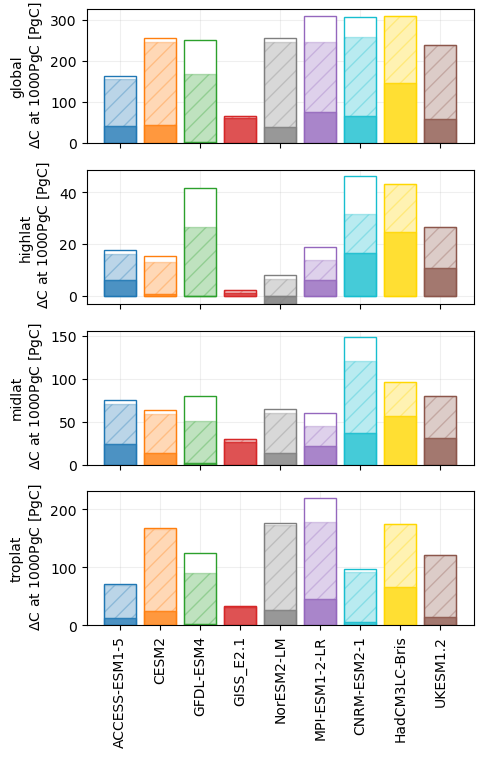 global
ΔC at 1000PgC [PgC]
300
200
100
0
highlat
ΔC at 1000PgC [PgC]
40
20
0
midlat
ΔC at 1000PgC [PgC]
150
100
50
0
troplat
ΔC at 1000PgC [PgC]
200
100
0
ACCESS-ESM1-5
CESM2
GFDL-ESM4
GISS_E2.1
NorESM2-LM
MPI-ESM1-2-LR
CNRM-ESM2-1
HadCM3LC-Bris
UKESM1.2